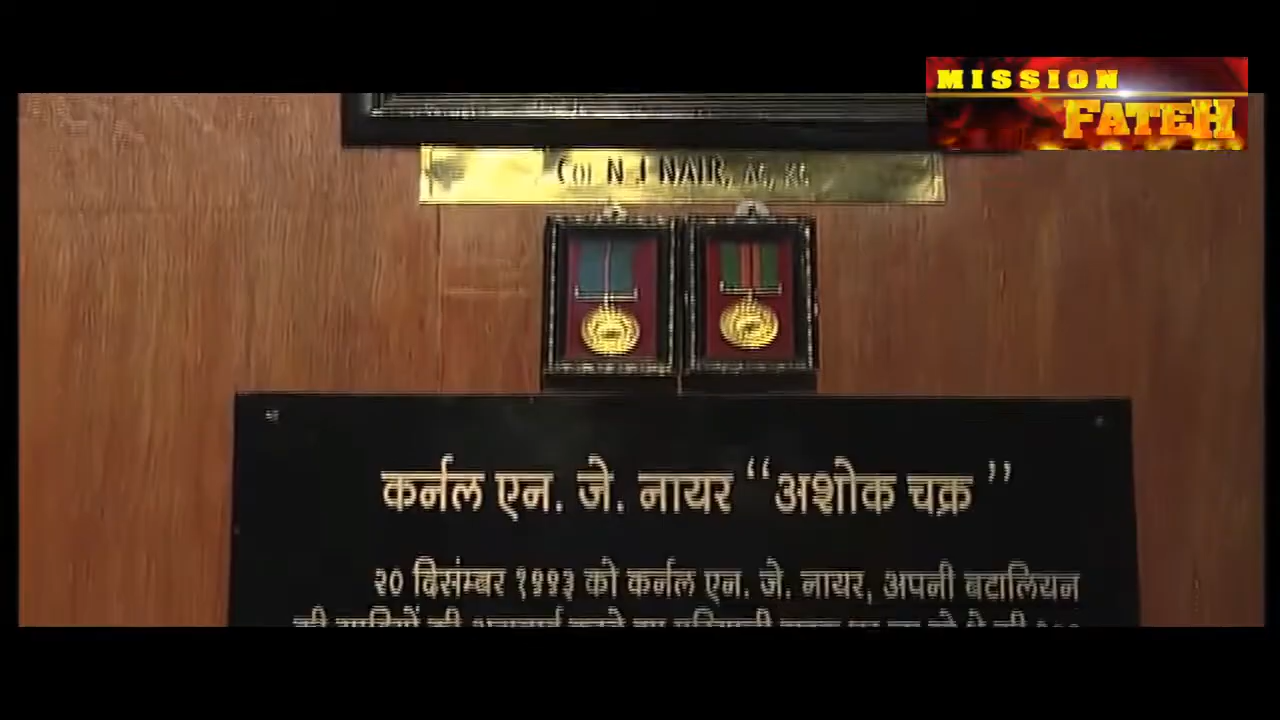 MISSION
FATEH
Col N J NAIR, AC, KC
कर्नल एन. जे. नायर “अशोक चक्र”
२० दिसंबर १९९३ को कर्नल एन. जे. नायर, अपनी बटालियन